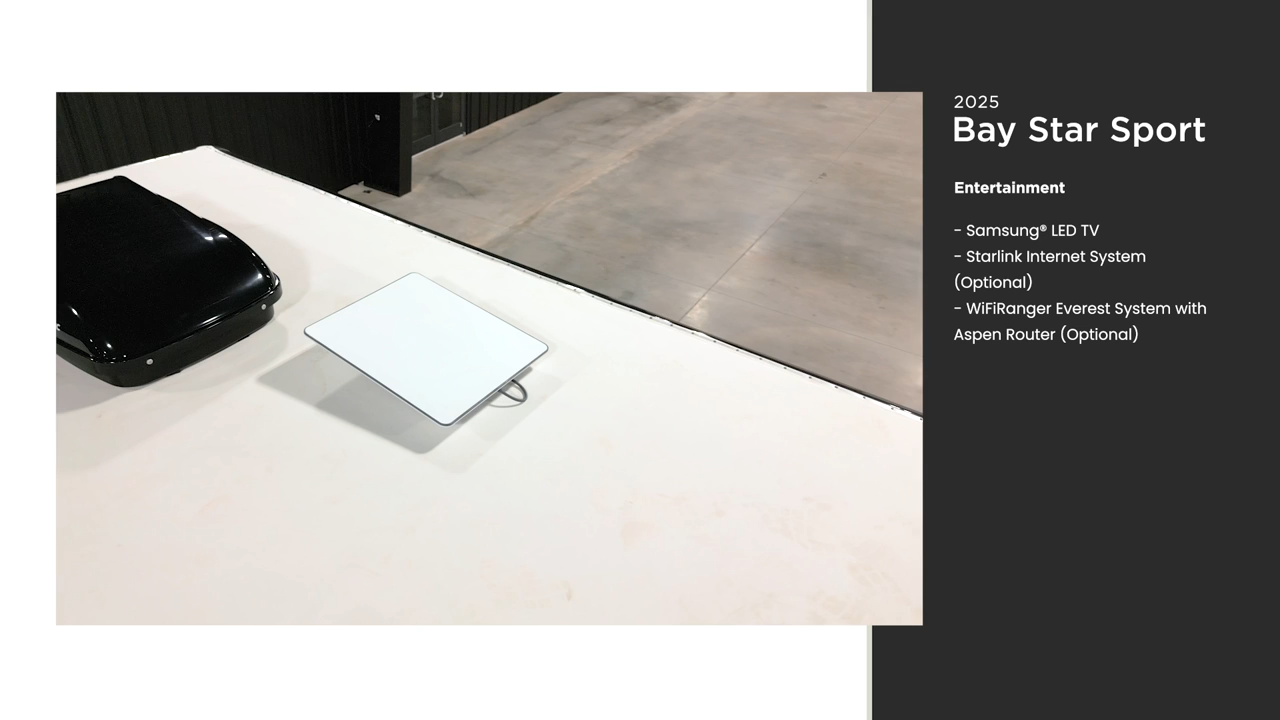 2025
Bay Star Sport
Entertainment
- Samsung® LED TV
- Starlink Internet System
(Optional)
- WiFiRanger Everest System with
Aspen Router (Optional)